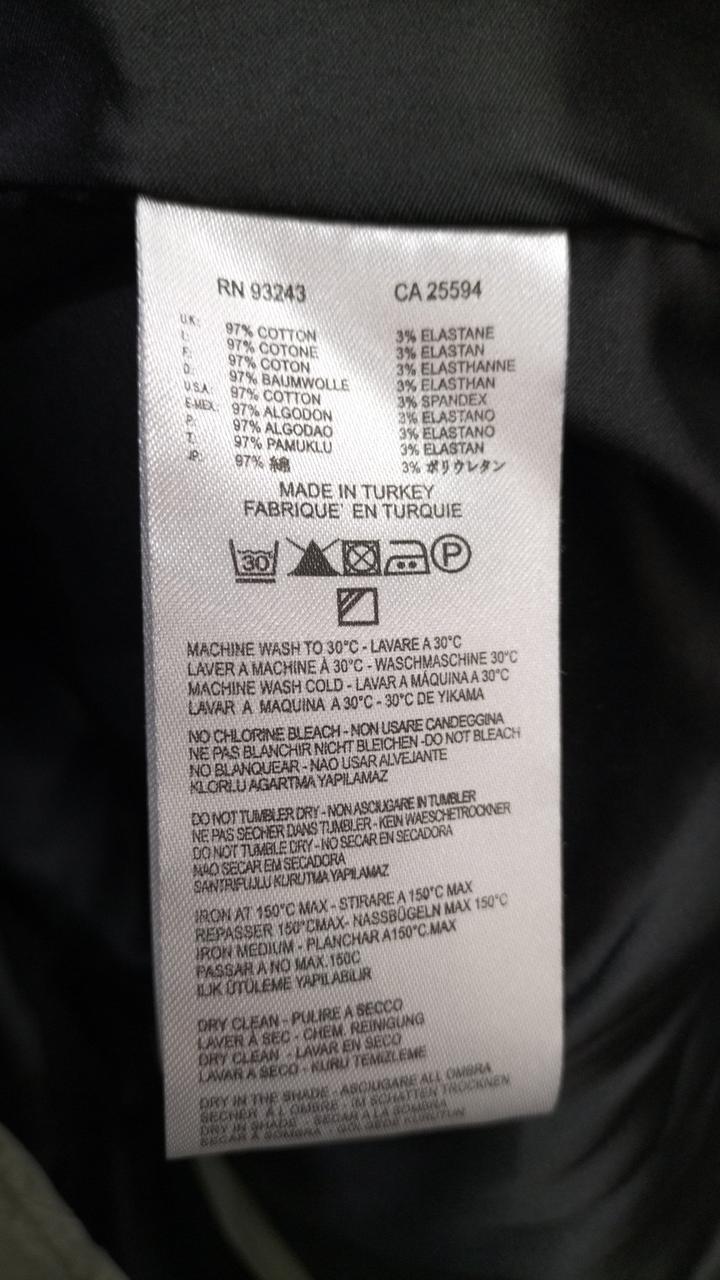 RN 93243 CA 25594
UK: 97% COTTON 3% ELASTANE
I: 97% COTONE 3% ELASTAN
F: 97% COTON 3% ELASTHANNE
D: 97% BAUMWOLLE 3% ELASTHAN
U.S.A: 97% COTTON 3% SPANDEX
E-MEX: 97% ALGODON 3% ELASTANO
P: 97% ALGODAO 3% ELASTANO
T: 97% PAMUKLU 3% ELASTAN
JP: 97% 綿 3% ポリウレタン
MADE IN TURKEY
FABRIQUE' EN TURQUIE
30 P
MACHINE WASH TO 30°C - LAVARE A 30°C
LAVER A MACHINE À 30°C - WASCHMASCHINE 30°C
MACHINE WASH COLD - LAVAR A MÁQUINA A 30°C
LAVAR A MAQUINA A 30°C - 30°C DE YIKAMA
NO CHLORINE BLEACH - NON USARE CANDEGGINA
NE PAS BLANCHIR NICHT BLEICHEN -DO NOT BLEACH
NO BLANQUEAR - NAO USAR ALVEJANTE
KLORLU AGARTMA YAPILAMAZ
DO NOT TUMBLER DRY - NON ASCIUGARE IN TUMBLER
NE PAS SECHER DANS TUMBLER - KEIN WAESCHETROCKNER
DO NOT TUMBLE DRY - NO SECAR EN SECADORA
NAO SECAR EM SECADORA
SANTRIFUJLU KURUTMA YAPILAMAZ
IRON AT 150°C MAX - STIRARE A 150°C MAX
REPASSER 150°CMAX- NASSBÜGELN MAX 150°C
IRON MEDIUM - PLANCHAR A150°C.MAX
PASSAR A NO MAX.150C
ILIK ÜTÜLEME YAPILABILIR
DRY CLEAN - PULIRE A SECCO
LAVER À SEC - CHEM. REINIGUNG
DRY CLEAN - LAVAR EN SECO
LAVAR A SECO - KURU TEMIZLEME
DRY IN THE SHADE - ASCIUGARE ALL OMBRA
SECHER A L OMBRE - IM SCHATTEN TROCKNEN
DRY IN SHADE - SECAR A LA SOMBRA
SECAR A SOMBRA - GÖLGEDE KURUTUN